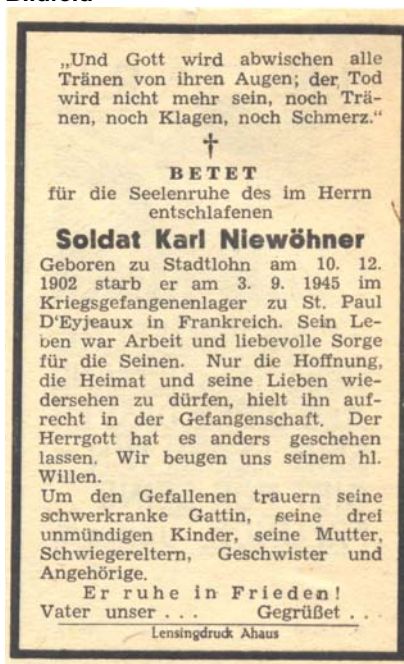 „Und Gott wird abwischen alle
Tränen von ihren Augen; der Tod
wird nicht mehr sein, noch Trä-
nen, noch Klagen, noch Schmerz.“
†
BETET
für die Seelenruhe des im Herrn
entschlafenen
Soldat Karl Niewöhner
Geboren zu Stadtlohn am 10. 12.
1902 starb er am 3. 9. 1945 im
Kriegsgefangenenlager zu St. Paul
D'Eyjeaux in Frankreich. Sein Le-
ben war Arbeit und liebevolle Sorge
für die Seinen. Nur die Hoffnung,
die Heimat und seine Lieben wie-
dersehen zu dürfen, hielt ihn auf-
recht in der Gefangenschaft. Der
Herrgott hat es anders geschehen
lassen. Wir beugen uns seinem hl.
Willen.
Um den Gefallenen trauern seine
schwerkranke Gattin, seine drei
unmündigen Kinder, seine Mutter,
Schwiegereltern, Geschwister und
Angehörige.
Er ruhe in Frieden!
Vater unser . . . Gegrüßet . . .
Lensingdruck Ahaus